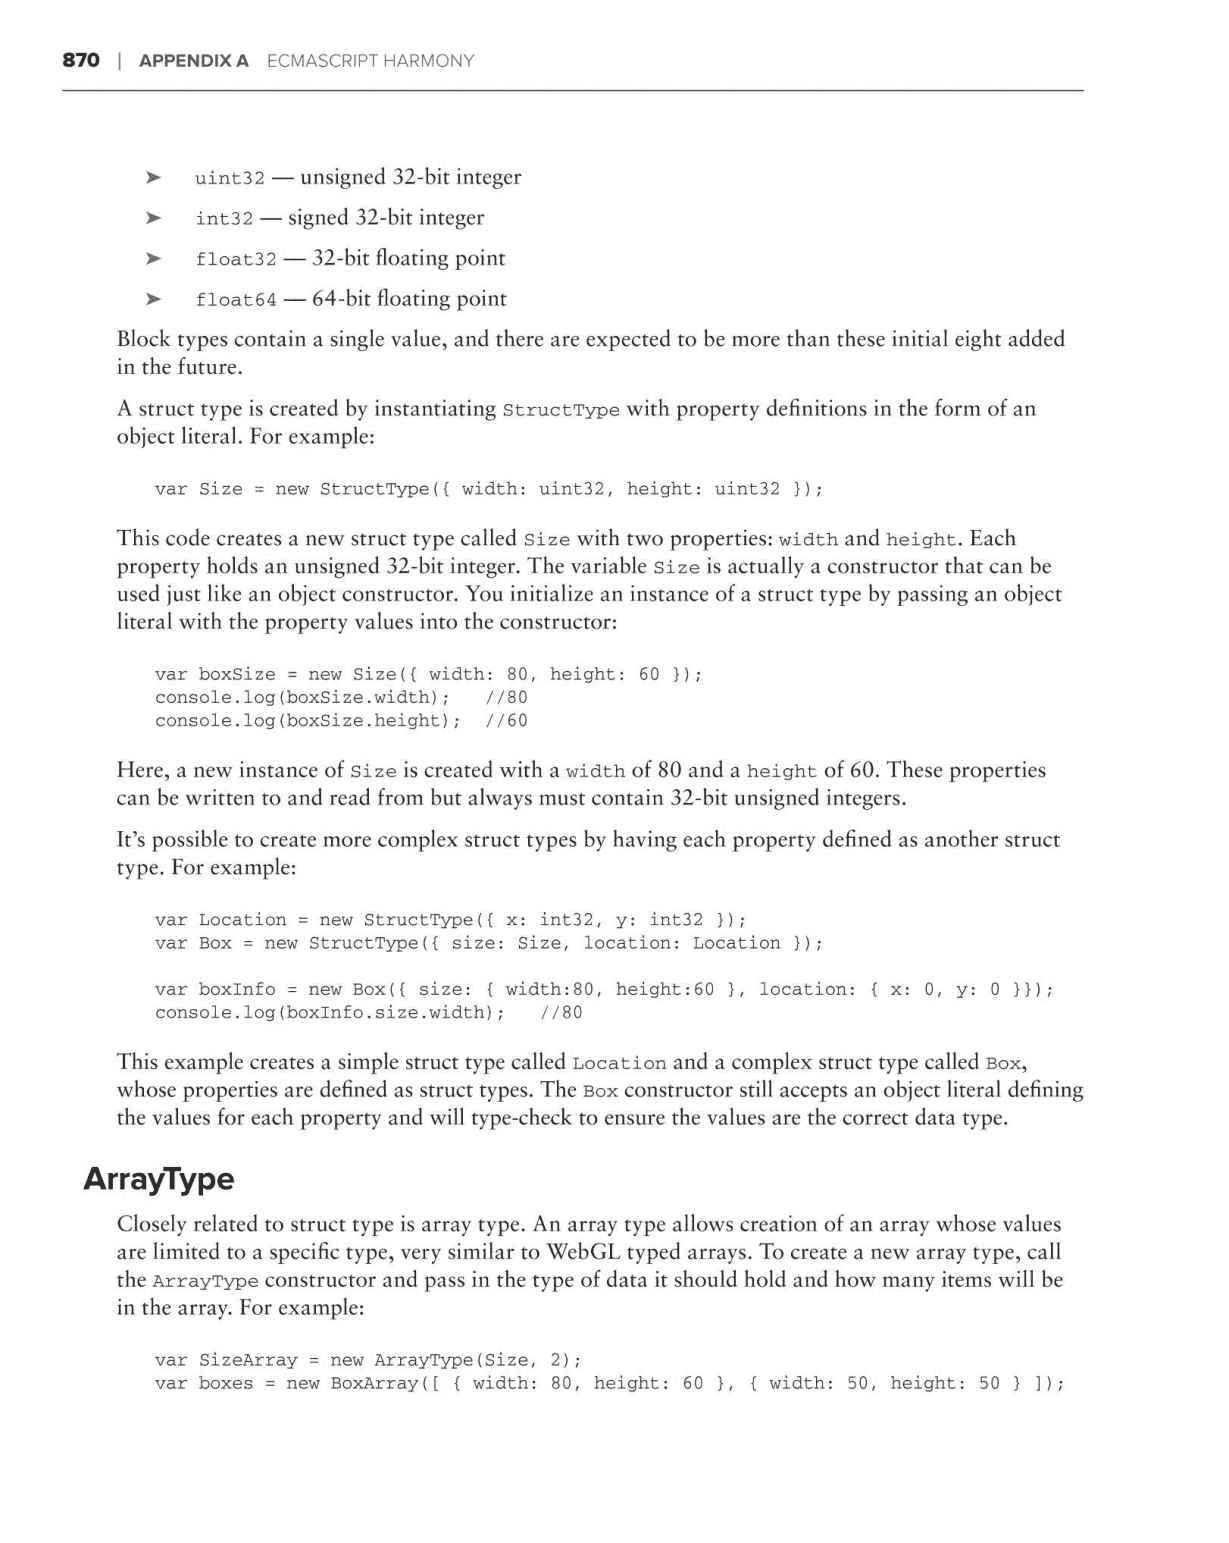 870 | APPENDIX A ECMASCRIPT HARMONY
➤ uint32 — unsigned 32-bit integer
➤ int32 — signed 32-bit integer
➤ float32 — 32-bit floating point
➤ float64 — 64-bit floating point
Block types contain a single value, and there are expected to be more than these initial eight added
in the future.
A struct type is created by instantiating StructType with property definitions in the form of an
object literal. For example:
var Size = new StructType({ width: uint32, height: uint32 });
This code creates a new struct type called Size with two properties: width and height. Each
property holds an unsigned 32-bit integer. The variable Size is actually a constructor that can be
used just like an object constructor. You initialize an instance of a struct type by passing an object
literal with the property values into the constructor:
var boxSize = new Size({ width: 80, height: 60 });
console.log(boxSize.width); //80
console.log(boxSize.height); //60
Here, a new instance of Size is created with a width of 80 and a height of 60. These properties
can be written to and read from but always must contain 32-bit unsigned integers.
It's possible to create more complex struct types by having each property defined as another struct
type. For example:
var Location = new StructType({ x: int32, y: int32 });
var Box = new StructType({ size: Size, location: Location });
var boxInfo = new Box({ size: { width:80, height:60 }, location: { x: 0, y: 0 }});
console.log(boxInfo.size.width); //80
This example creates a simple struct type called Location and a complex struct type called Box,
whose properties are defined as struct types. The Box constructor still accepts an object literal defining
the values for each property and will type-check to ensure the values are the correct data type.
ArrayType
Closely related to struct type is array type. An array type allows creation of an array whose values
are limited to a specific type, very similar to WebGL typed arrays. To create a new array type, call
the ArrayType constructor and pass in the type of data it should hold and how many items will be
in the array. For example:
var SizeArray = new ArrayType(Size, 2);
var boxes = new BoxArray([ { width: 80, height: 60 }, { width: 50, height: 50 } ]);